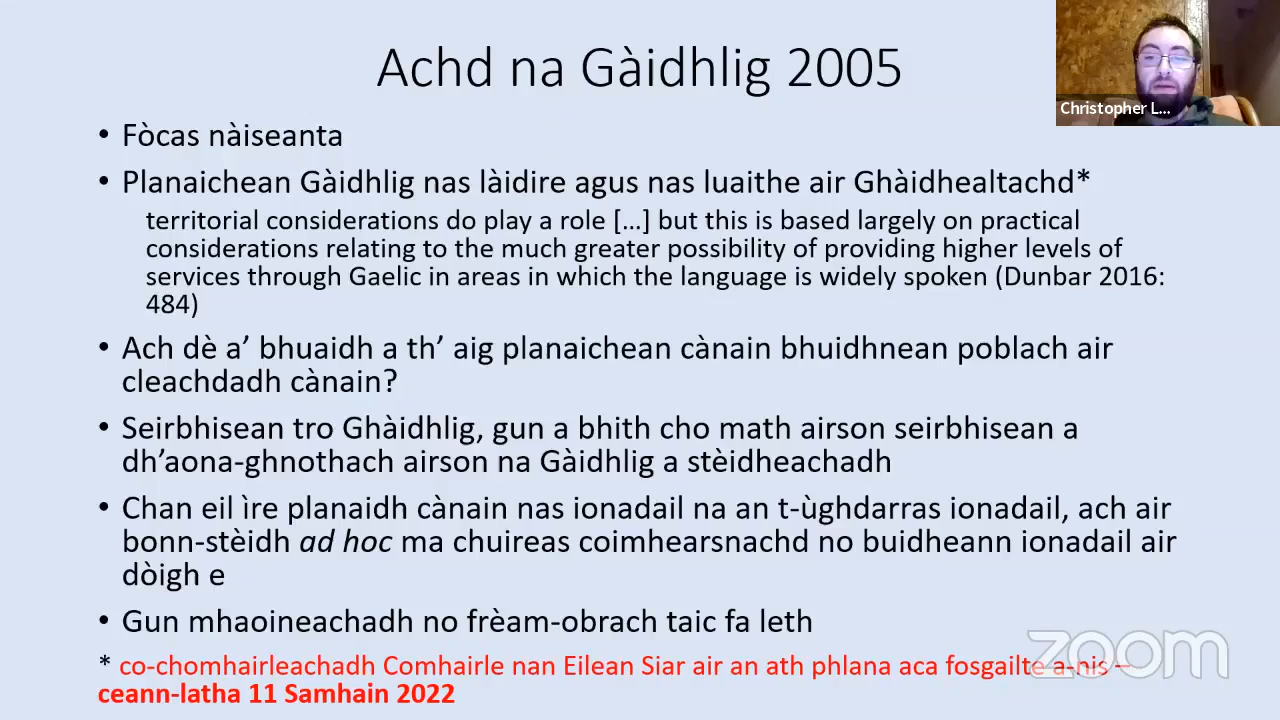 Achd na Gàidhlig 2005
Christopher L...
• Fòcas nàiseanta
• Planaichean Gàidhlig nas làidire agus nas luaithe air Ghàidhealtachd*
territorial considerations do play a role […] but this is based largely on practical
considerations relating to the much greater possibility of providing higher levels of
services through Gaelic in areas in which the language is widely spoken (Dunbar 2016:
484)
• Ach dè a’ bhuaidh a th’ aig planaichean cànain bhuidhnean poblach air
cleachdadh cànain?
• Seirbhisean tro Ghàidhlig, gun a bhith cho math airson seirbhisean a
dh’aona-ghnothach airson na Gàidhlig a stèidheachadh
• Chan eil ìre planaidh cànain nas ionadail na an t-ùghdarras ionadail, ach air
bonn-stèidh ad hoc ma chuireas coimhearsnachd no buidheann ionadail air
dòigh e
• Gun mhaoineachadh no frèam-obrach taic fa leth
* co-chomhairleachadh Comhairle nan Eilean Siar air an ath phlana aca fosgailte a-nis –
ceann-latha 11 Samhain 2022
zoom